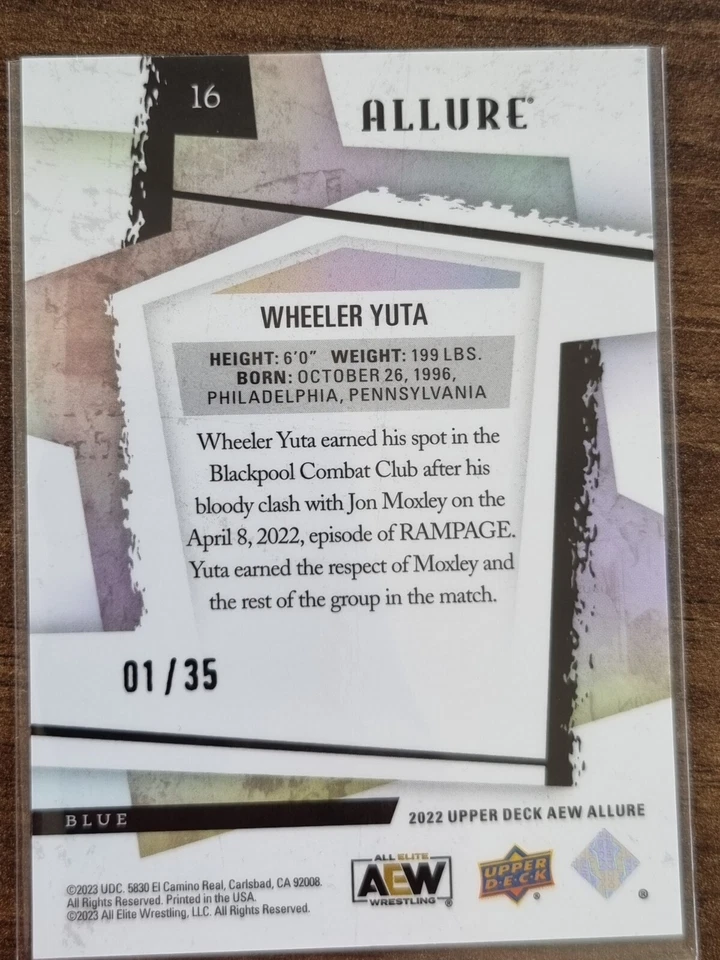 16
ALLURE®
WHEELER YUTA
HEIGHT: 6'0" WEIGHT: 199 LBS.
BORN: OCTOBER 26, 1996,
PHILADELPHIA, PENNSYLVANIA
Wheeler Yuta earned his spot in the
Blackpool Combat Club after his
bloody clash with Jon Moxley on the
April 8, 2022, episode of RAMPAGE.
Yuta earned the respect of Moxley and
the rest of the group in the match.
01/35
BLUE
2022 UPPER DECK AEW ALLURE
©2023 UDC. 5830 El Camino Real, Carlsbad, CA 92008.
All Rights Reserved. Printed in the USA.
©2023 All Elite Wrestling, LLC. All Rights Reserved.
ALL ELITE
AEW
WRESTLING®
UPPER
D·E·C·K®
®